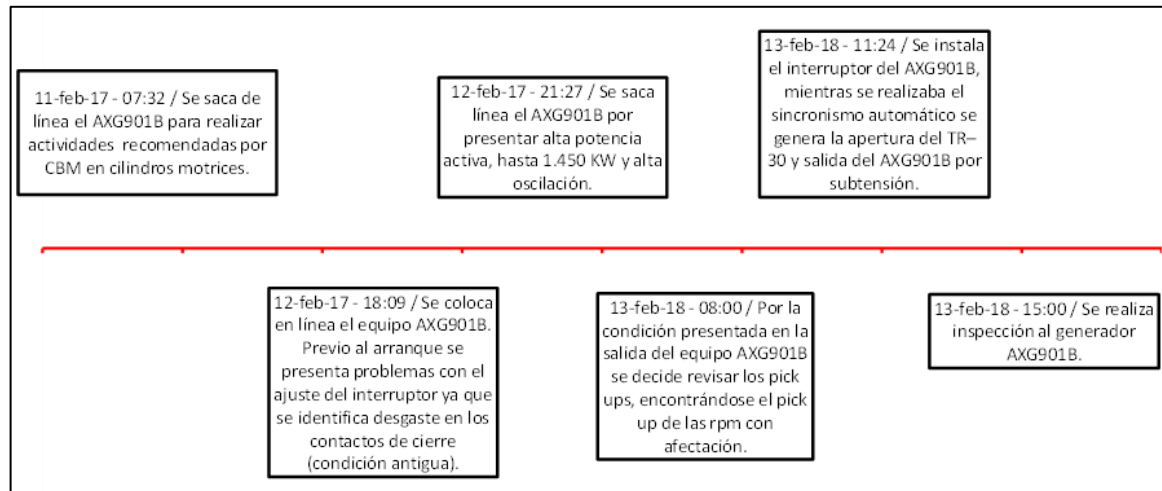 11-feb-17 - 07:32 / Se saca de
línea el AXG901B para realizar
actividades recomendadas por
CBM en cilindros motrices.
12-feb-17 - 18:09 / Se coloca
en línea el equipo AXG901B.
Previo al arranque se
presenta problemas con el
ajuste del interruptor ya que
se identifica desgaste en los
contactos de cierre
(condición antigua).
12-feb-17 - 21:27 / Se saca
línea el AXG901B por
presentar alta potencia
activa, hasta 1.450 KW y alta
oscilación.
13-feb-18 - 08:00 / Por la
condición presentada en la
salida del equipo AXG901B
se decide revisar los pick
ups, encontrándose el pick
up de las rpm con
afectación.
13-feb-18 - 11:24 / Se instala
el interruptor del AXG901B,
mientras se realizaba el
sincronismo automático se
genera la apertura del TR–
30 y salida del AXG901B por
subtensión.
13-feb-18 - 15:00 / Se realiza
inspección al generador
AXG901B.